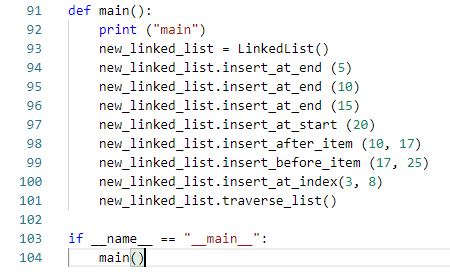 91 def main():
92     print ("main")
93     new_linked_list = LinkedList()
94     new_linked_list.insert_at_end (5)
95     new_linked_list.insert_at_end (10)
96     new_linked_list.insert_at_end (15)
97     new_linked_list.insert_at_start (20)
98     new_linked_list.insert_after_item (10, 17)
99     new_linked_list.insert_before_item (17, 25)
100     new_linked_list.insert_at_index(3, 8)
101     new_linked_list.traverse_list()
102
103 if __name__ == "__main__":
104     main()